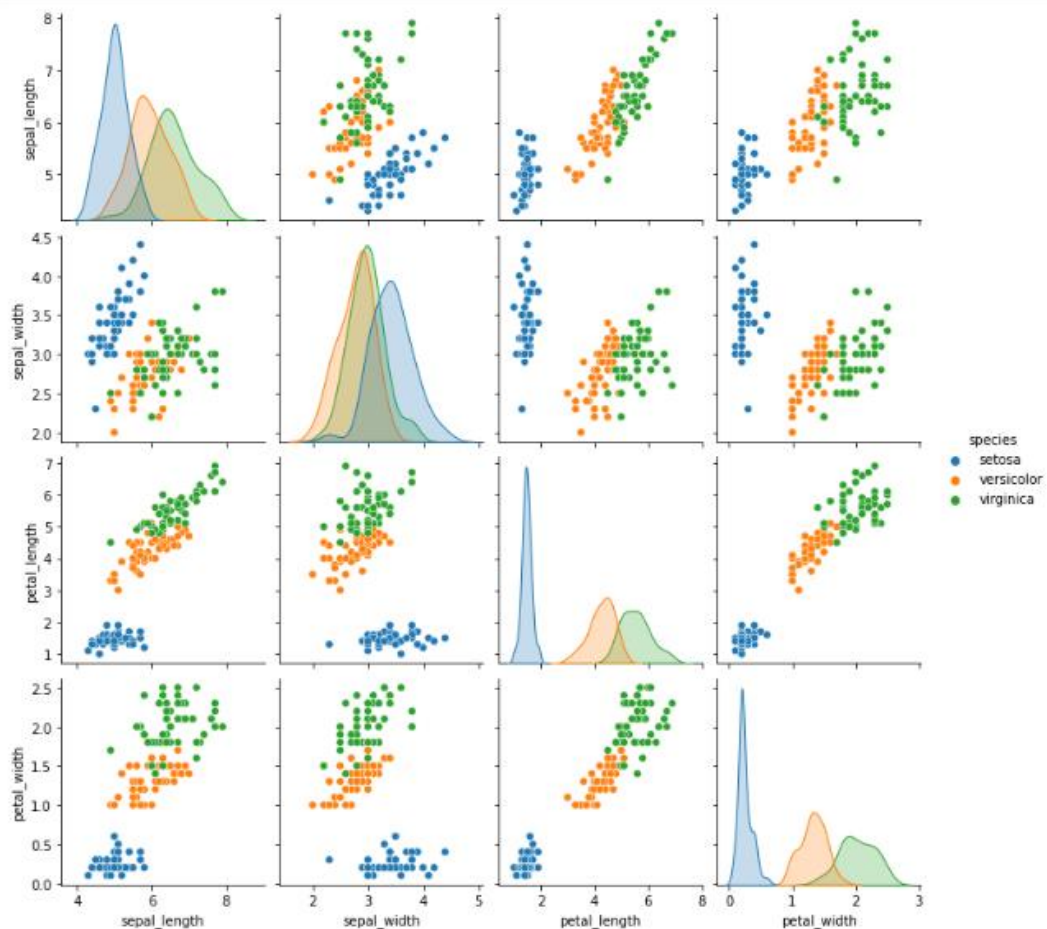 8
7
6
5
sepal_length
4.5
4.0
3.5
3.0
2.5
2.0
sepal_width
species
setosa
versicolor
virginica
7
6
5
4
3
2
1
petal_length
2.5
2.0
1.5
1.0
0.5
0.0
petal_width
4 6 8
2 3 4 5
2 4 6 8
0 1 2 3
sepal_length
sepal_width
petal_length
petal_width